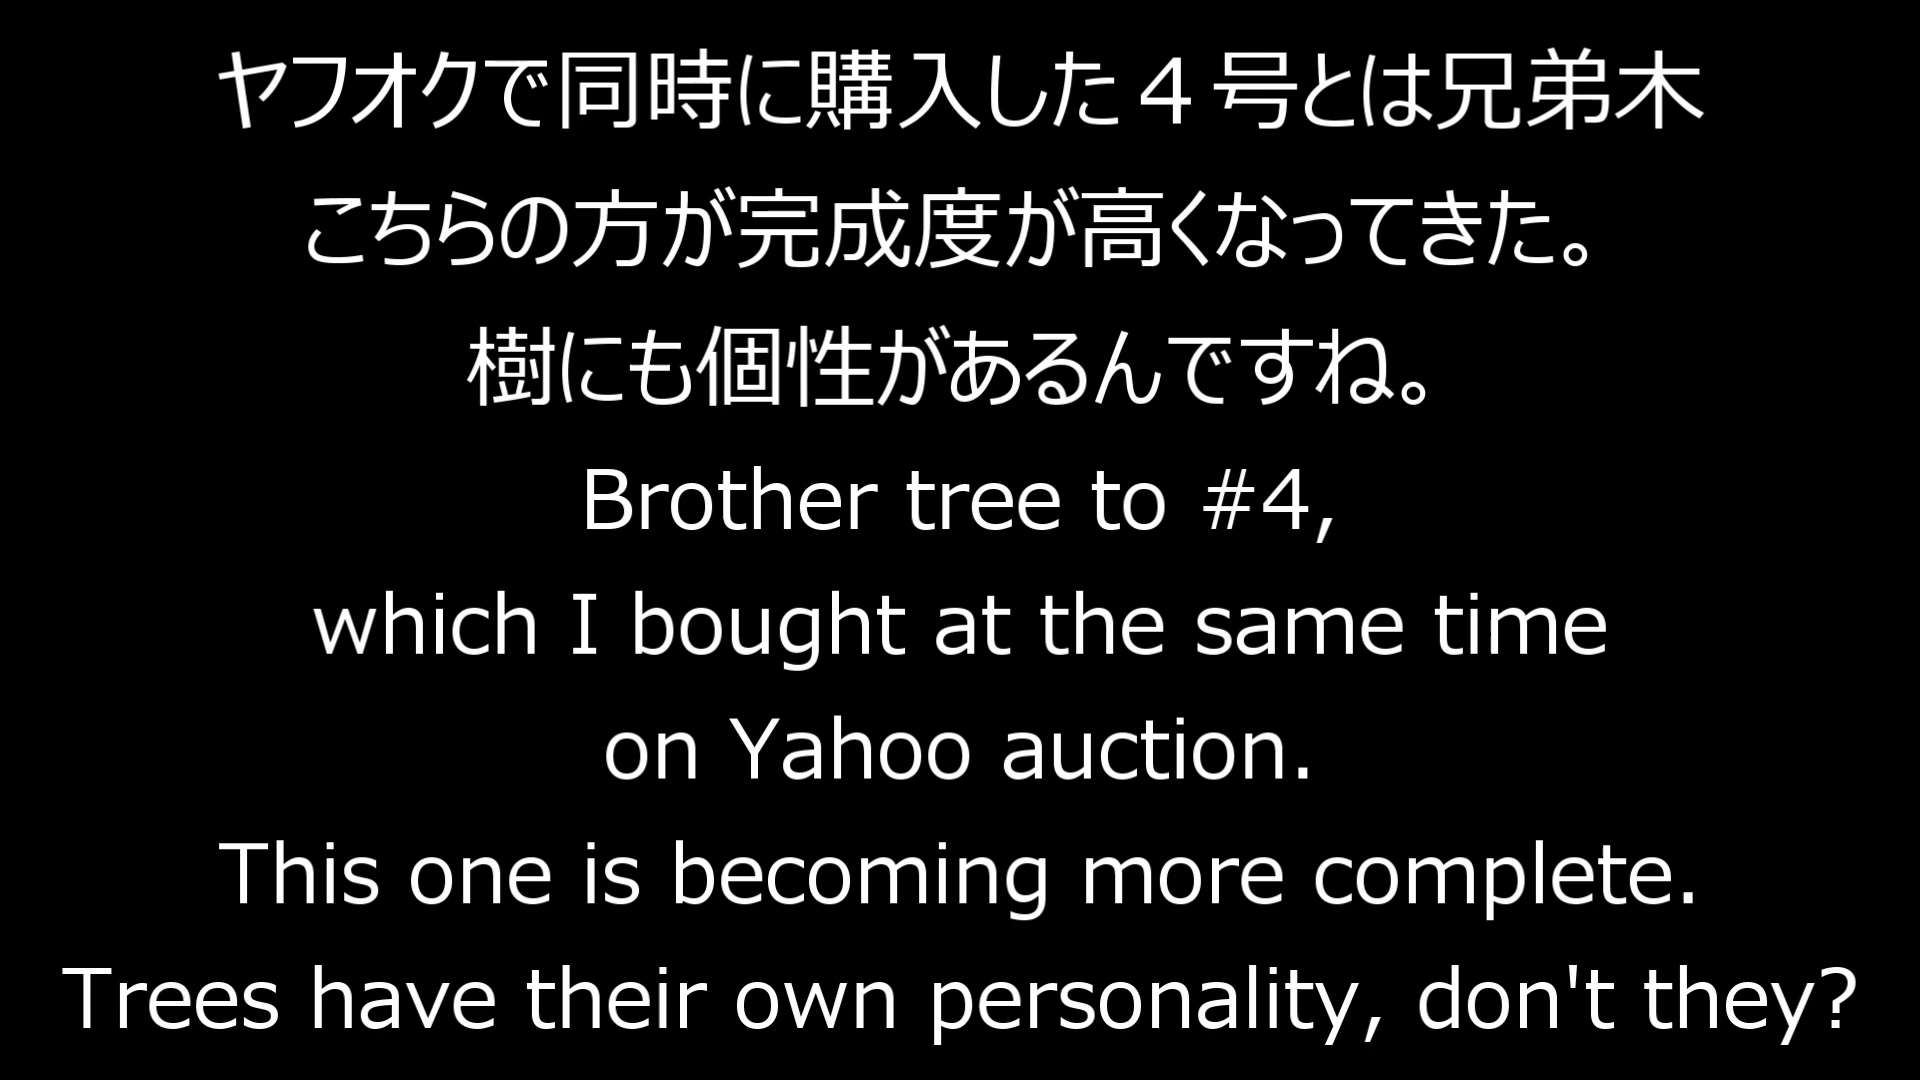 ヤフオクで同時に購入した４号とは兄弟木
こちらの方が完成度が高くなってきた。
樹にも個性があるんですね。
Brother tree to #4,
which I bought at the same time
on Yahoo auction.
This one is becoming more complete.
Trees have their own personality, don't they?